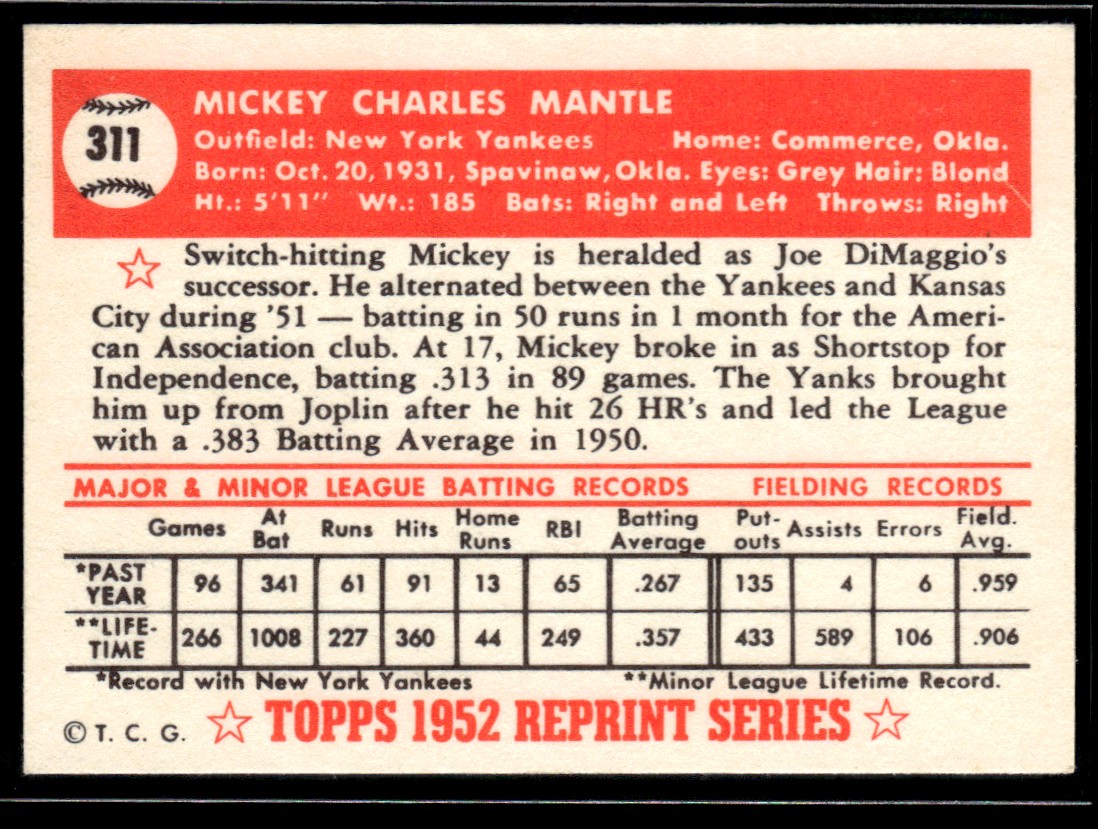 311
MICKEY CHARLES MANTLE
Outfield: New York Yankees Home: Commerce, Okla.
Born: Oct. 20, 1931, Spavinaw, Okla. Eyes: Grey Hair: Blond
Ht.: 5'11" Wt.: 185 Bats: Right and Left Throws: Right
Switch-hitting Mickey is heralded as Joe DiMaggio's
successor. He alternated between the Yankees and Kansas
City during '51 — batting in 50 runs in 1 month for the Ameri-
can Association club. At 17, Mickey broke in as Shortstop for
Independence, batting .313 in 89 games. The Yanks brought
him up from Joplin after he hit 26 HR's and led the League
with a .383 Batting Average in 1950.
MAJOR & MINOR LEAGUE BATTING RECORDS FIELDING RECORDS
Games At Bat Runs Hits Home Runs RBI Batting Average Put-outs Assists Errors Field. Avg.
*PAST YEAR 96 341 61 91 13 65 .267 135 4 6 .959
**LIFE-TIME 266 1008 227 360 44 249 .357 433 589 106 .906
*Record with New York Yankees **Minor League Lifetime Record.
© T. C. G. TOPPS 1952 REPRINT SERIES